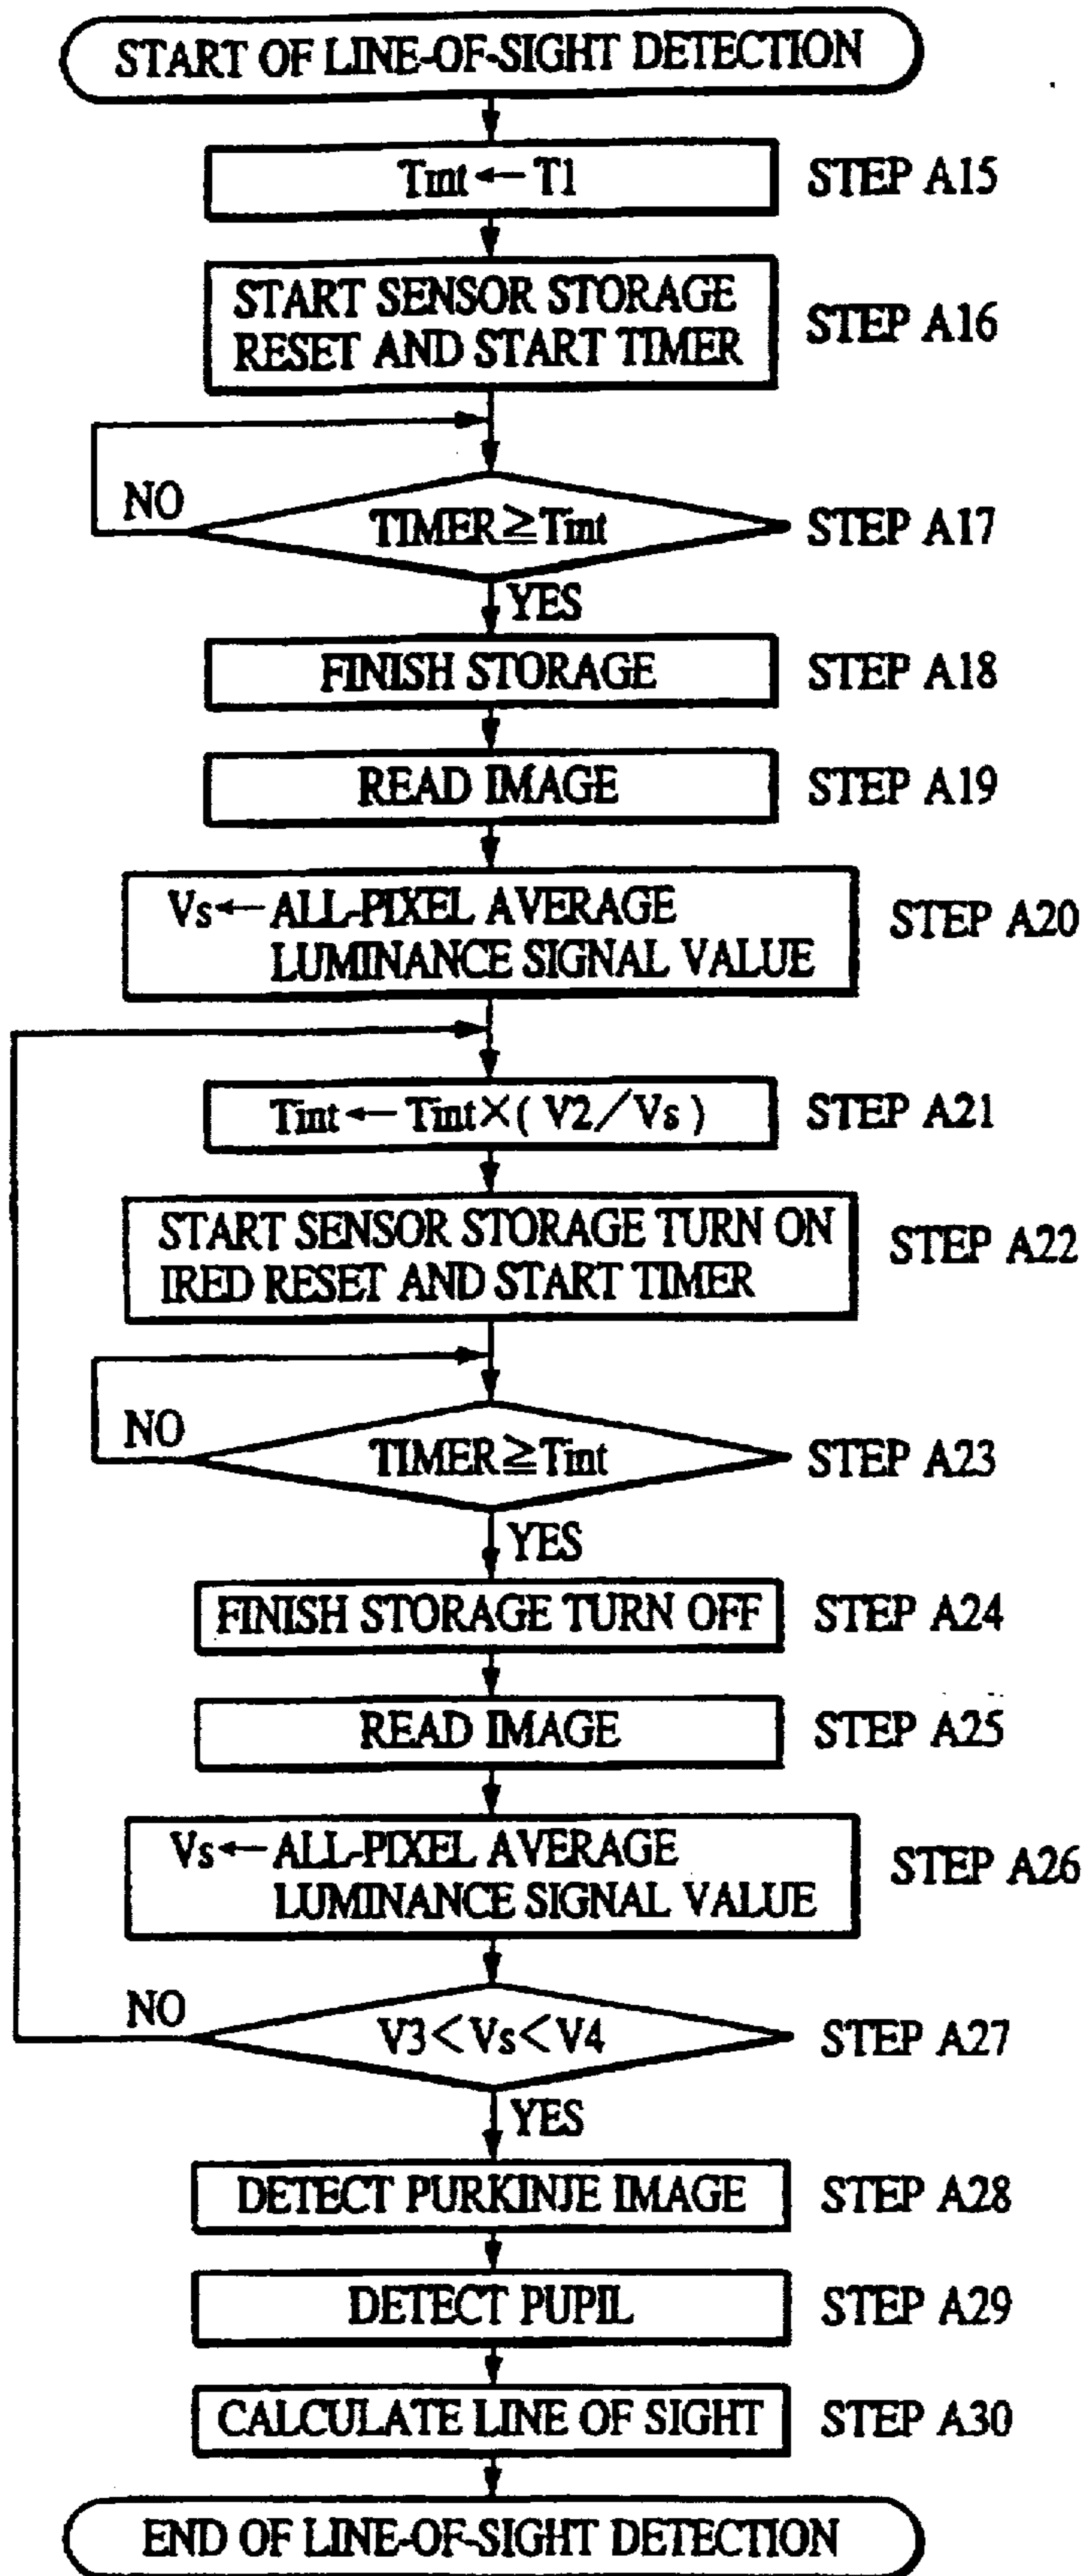 START OF LINE-OF-SIGHT DETECTION
Tint ← T1
STEP A15
START SENSOR STORAGE
RESET AND START TIMER
STEP A16
NO
TIMER≧Tint
STEP A17
YES
FINISH STORAGE
STEP A18
READ IMAGE
STEP A19
Vs ← ALL-PIXEL AVERAGE
LUMINANCE SIGNAL VALUE
STEP A20
Tint ← Tint×( V2/Vs )
STEP A21
START SENSOR STORAGE TURN ON
IRED RESET AND START TIMER
STEP A22
NO
TIMER≧Tint
STEP A23
YES
FINISH STORAGE TURN OFF
STEP A24
READ IMAGE
STEP A25
Vs ← ALL-PIXEL AVERAGE
LUMINANCE SIGNAL VALUE
STEP A26
NO
V3<Vs<V4
STEP A27
YES
DETECT PURKINJE IMAGE
STEP A28
DETECT PUPIL
STEP A29
CALCULATE LINE OF SIGHT
STEP A30
END OF LINE-OF-SIGHT DETECTION